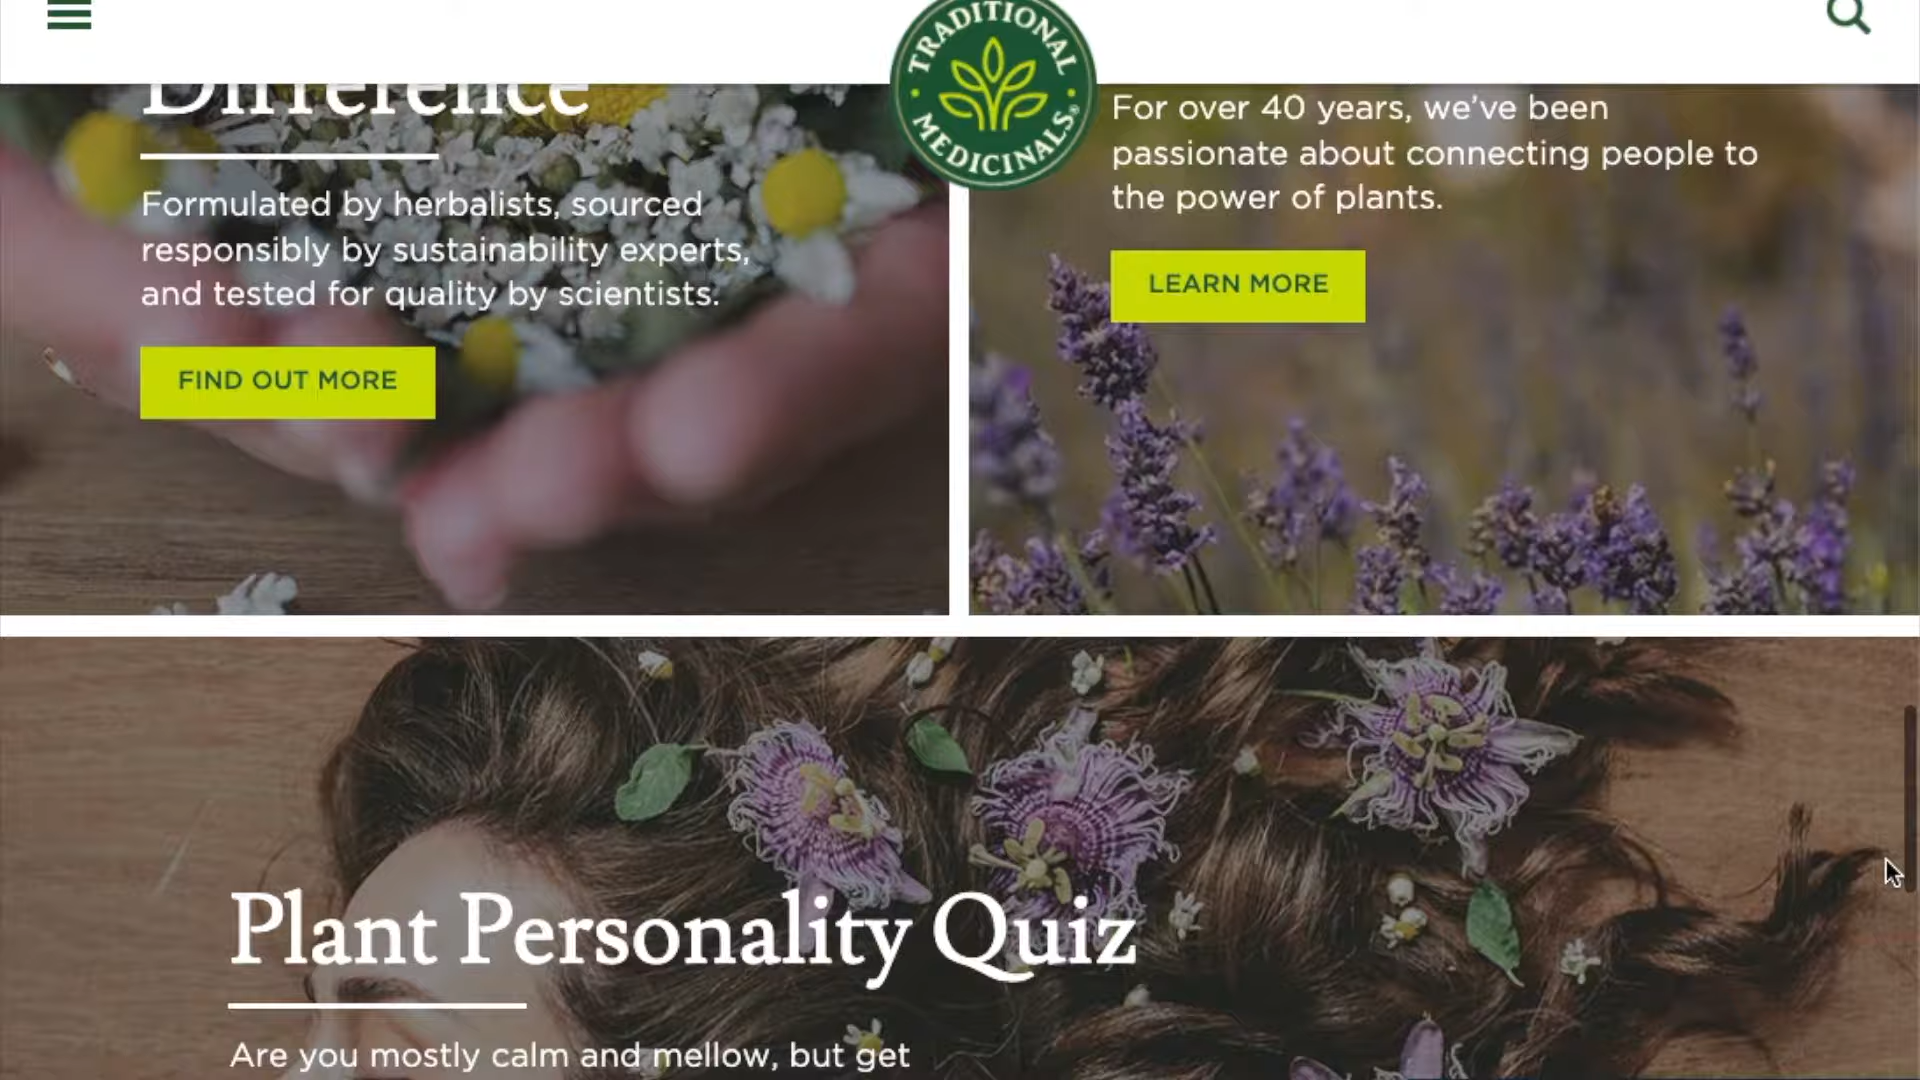 TRADITIONAL
MEDICINALS®
Difference
Formulated by herbalists, sourced
responsibly by sustainability experts,
and tested for quality by scientists.
FIND OUT MORE
For over 40 years, we’ve been
passionate about connecting people to
the power of plants.
LEARN MORE
Plant Personality Quiz
Are you mostly calm and mellow, but get